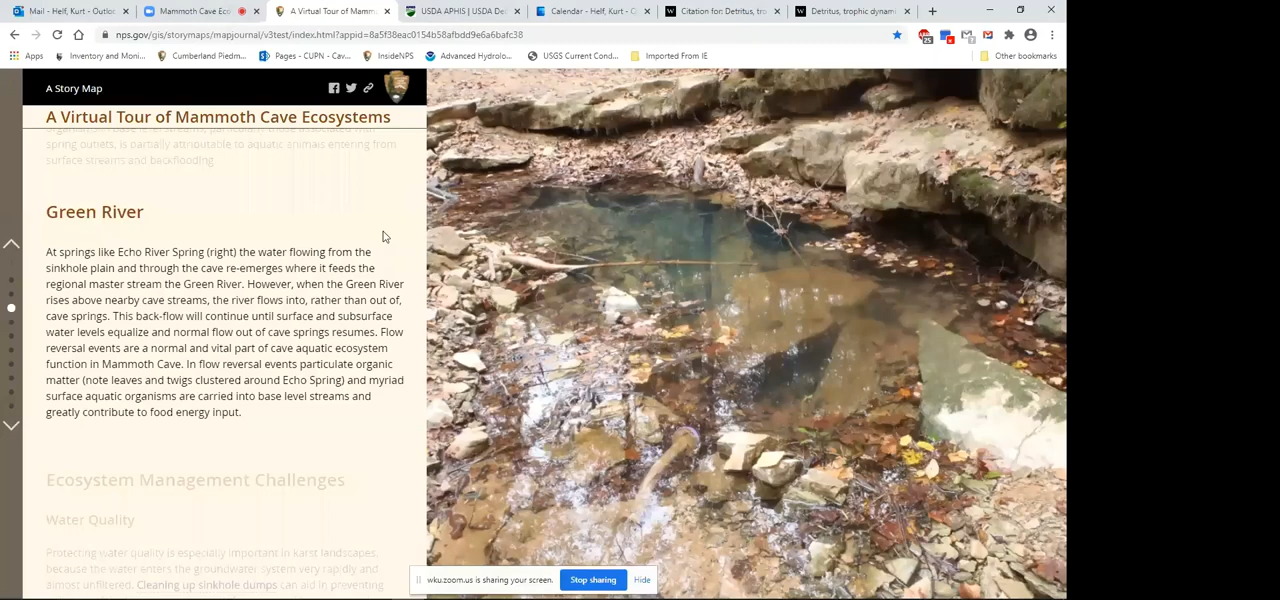 Mail - Helf, Kurt - Outloo
Mammoth Cave Eco
A Virtual Tour of Mamm
USDA APHIS | USDA De
Calendar - Helf, Kurt - O
Citation for: Detritus, tro
Detritus, trophic dynami
nps.gov/gis/storymaps/mapjournal/v3test/index.html?appid=8a5f38eac0154b58afbdd9e6a6bafc38
Apps
Inventory and Moni...
Cumberland Piedm...
Pages - CUPN - Cav...
InsideNPS
Advanced Hydrolo...
USGS Current Cond...
Imported From IE
Other bookmarks
A Story Map
A Virtual Tour of Mammoth Cave Ecosystems
spring outlets, is partially attributable to aquatic animals entering from
surface streams and backflooding.
Green River
At springs like Echo River Spring (right) the water flowing from the
sinkhole plain and through the cave re-emerges where it feeds the
regional master stream the Green River. However, when the Green River
rises above nearby cave streams, the river flows into, rather than out of,
cave springs. This back-flow will continue until surface and subsurface
water levels equalize and normal flow out of cave springs resumes. Flow
reversal events are a normal and vital part of cave aquatic ecosystem
function in Mammoth Cave. In flow reversal events particulate organic
matter (note leaves and twigs clustered around Echo Spring) and myriad
surface aquatic organisms are carried into base level streams and
greatly contribute to food energy input.
Ecosystem Management Challenges
Water Quality
Protecting water quality is especially important in karst landscapes,
because the water enters the groundwater system very rapidly and
almost unfiltered. Cleaning up sinkhole dumps can aid in preventing
wku.zoom.us is sharing your screen.
Stop sharing
Hide